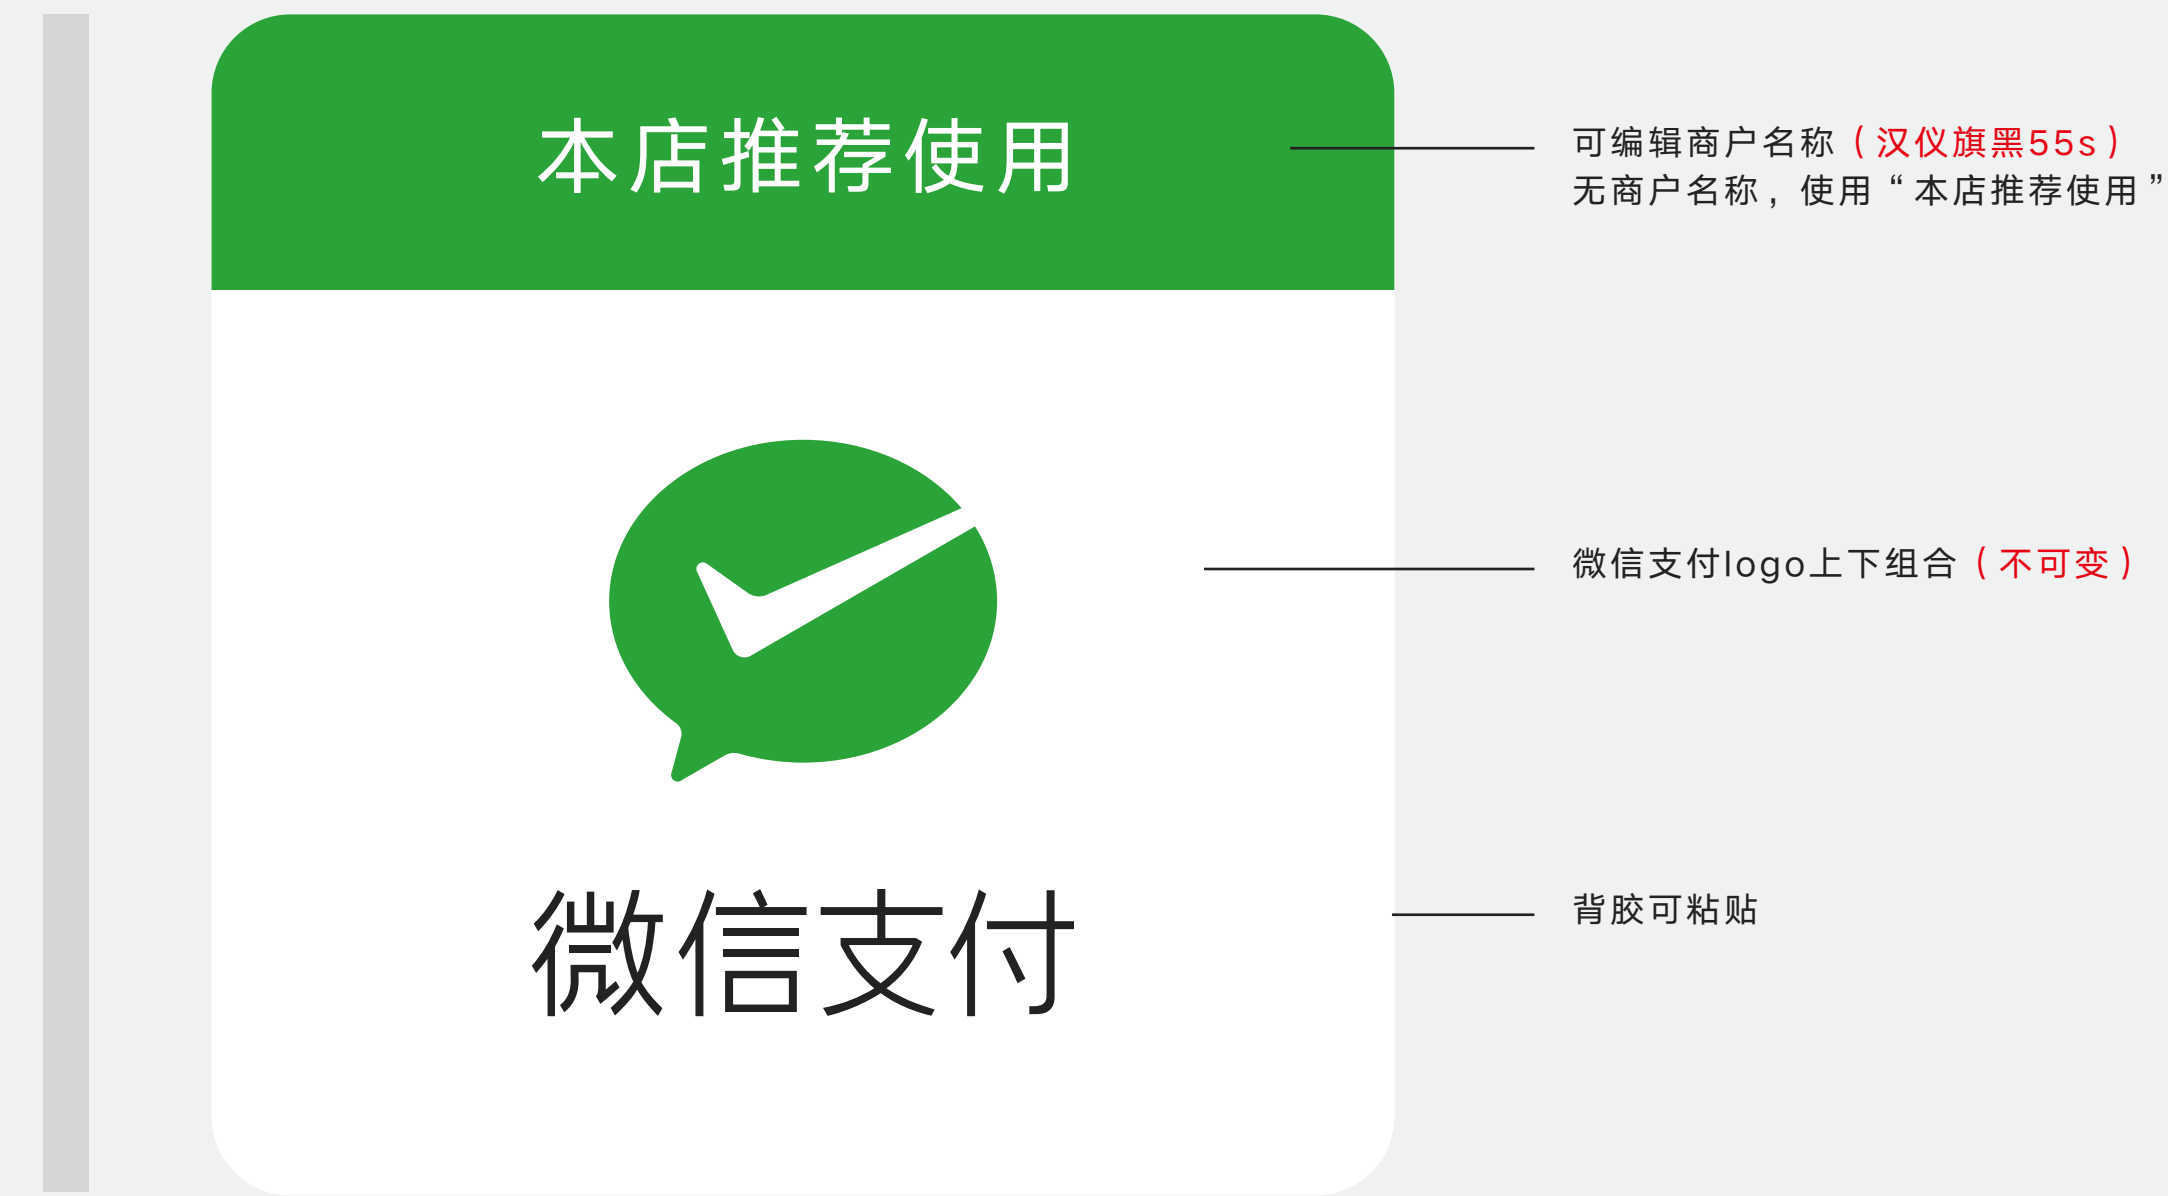 本店推荐使用
可编辑商户名称（汉仪旗黑55s）
无商户名称，使用“本店推荐使用”
微信支付logo上下组合（不可变）
微信支付
背胶可粘贴